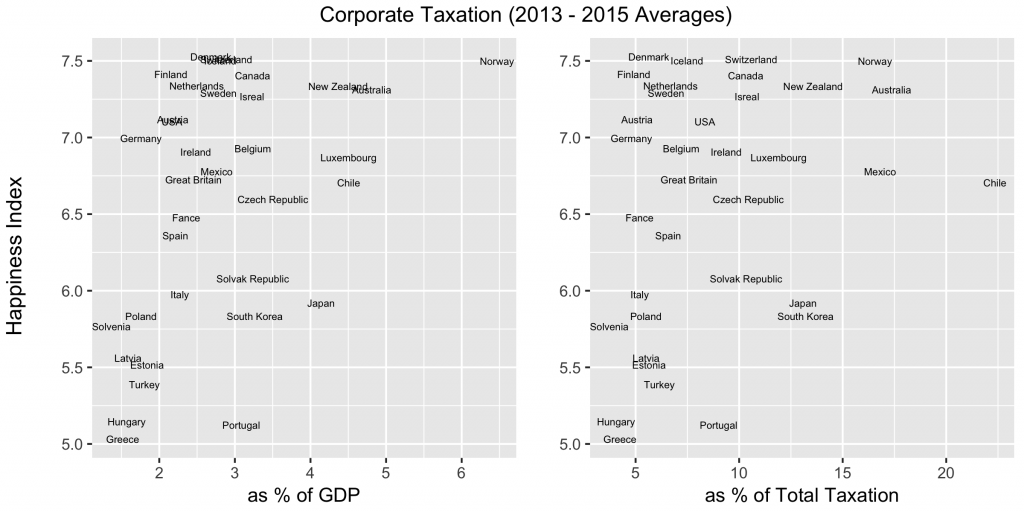 Corporate Taxation (2013 - 2015 Averages)
Happiness Index
7.5
7.0
6.5
6.0
5.5
5.0
Denmark
Switzerland
Iceland
Norway
Finland
Canada
Netherlands
New Zealand
Sweden
Isreal
Australia
Austria
USA
Germany
Ireland
Belgium
Luxembourg
Mexico
Great Britain
Chile
Czech Republic
Fance
Spain
Solvak Republic
Italy
Japan
Poland
South Korea
Solvenia
Latvia
Estonia
Turkey
Hungary
Portugal
Greece
2 3 4 5 6
as % of GDP
7.5
7.0
6.5
6.0
5.5
5.0
Denmark
Iceland
Switzerland
Norway
Finland
Canada
Netherlands
New Zealand
Sweden
Isreal
Australia
Austria
USA
Germany
Belgium
Ireland
Luxembourg
Mexico
Great Britain
Chile
Czech Republic
Fance
Spain
Solvak Republic
Italy
Japan
Poland
South Korea
Solvenia
Latvia
Estonia
Turkey
Hungary
Portugal
Greece
5 10 15 20
as % of Total Taxation